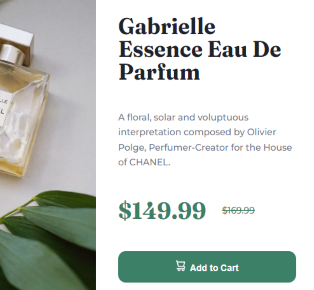 Gabrielle
Essence Eau De
Parfum
A floral, solar and voluptuous
interpretation composed by Olivier
Polge, Perfumer-Creator for the House
of CHANEL.
$149.99 $169.99
Add to Cart